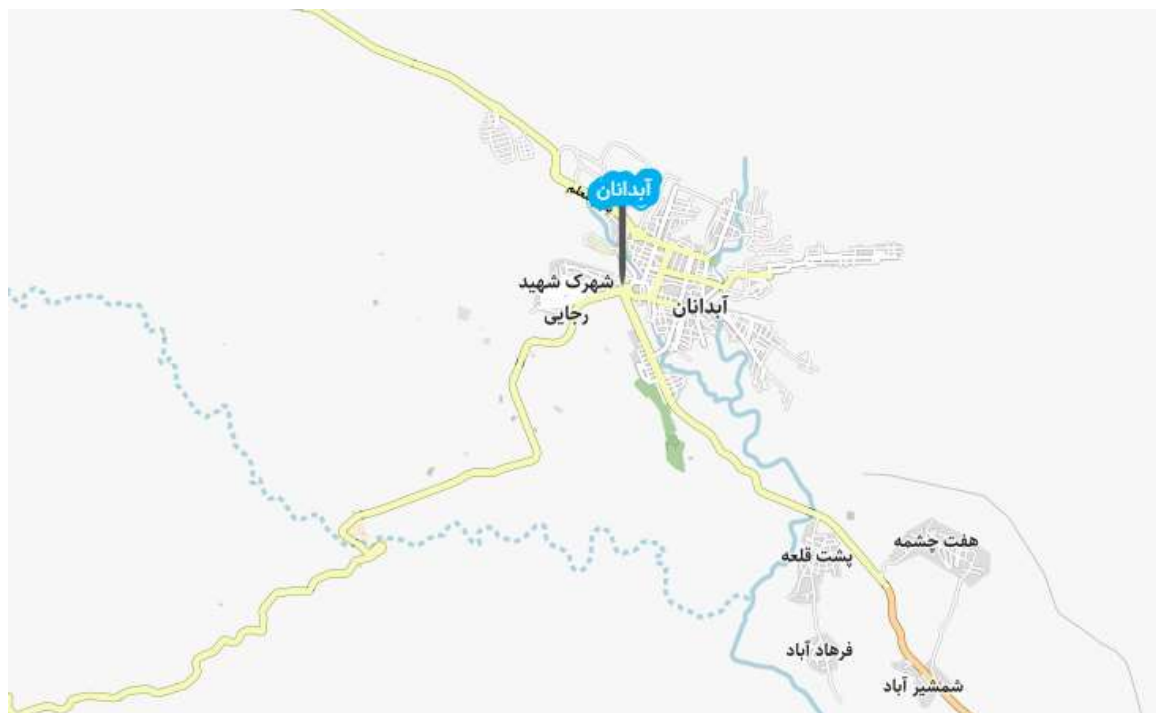 آبدانان
شهرک شهید
رجایی
آبدانان
هفت چشمه
پشت قلعه
فرهاد آباد
شمشیر آباد